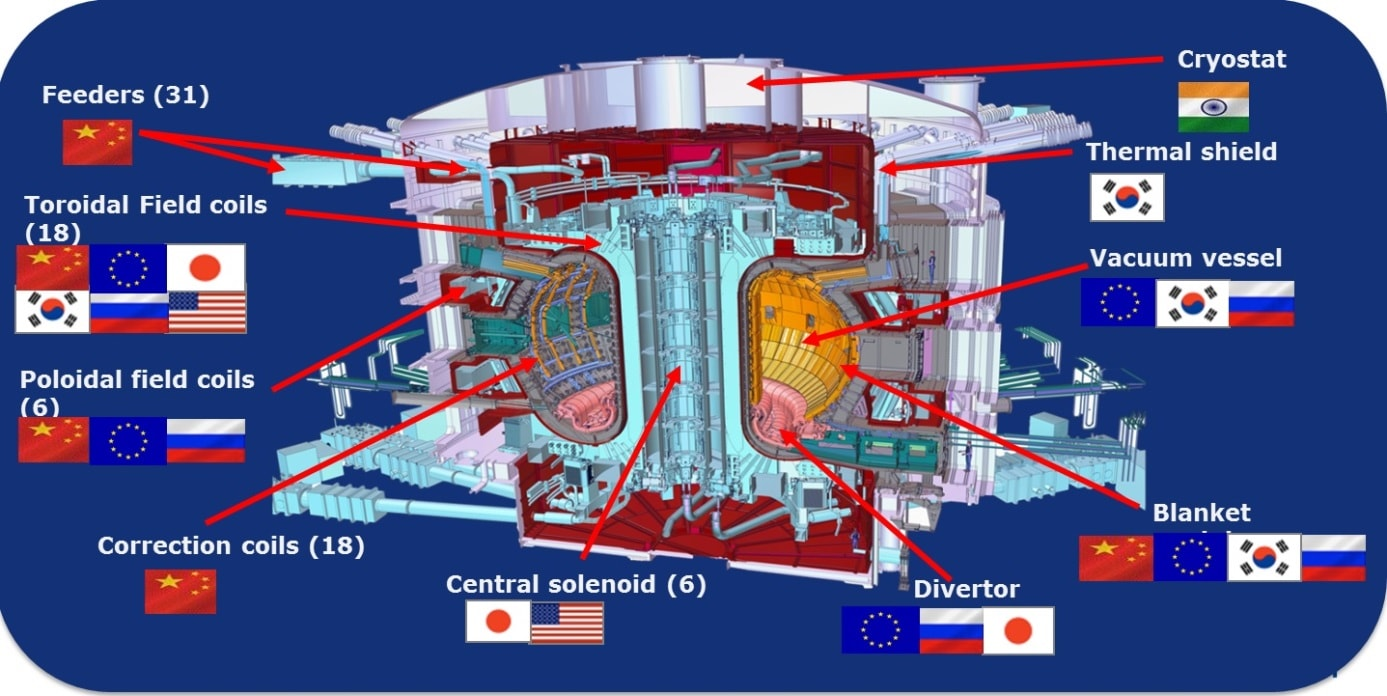 Cryostat
Feeders (31)
Thermal shield
Toroidal Field coils
(18)
Vacuum vessel
Poloidal field coils
(6)
Blanket
Correction coils (18)
Central solenoid (6)
Divertor